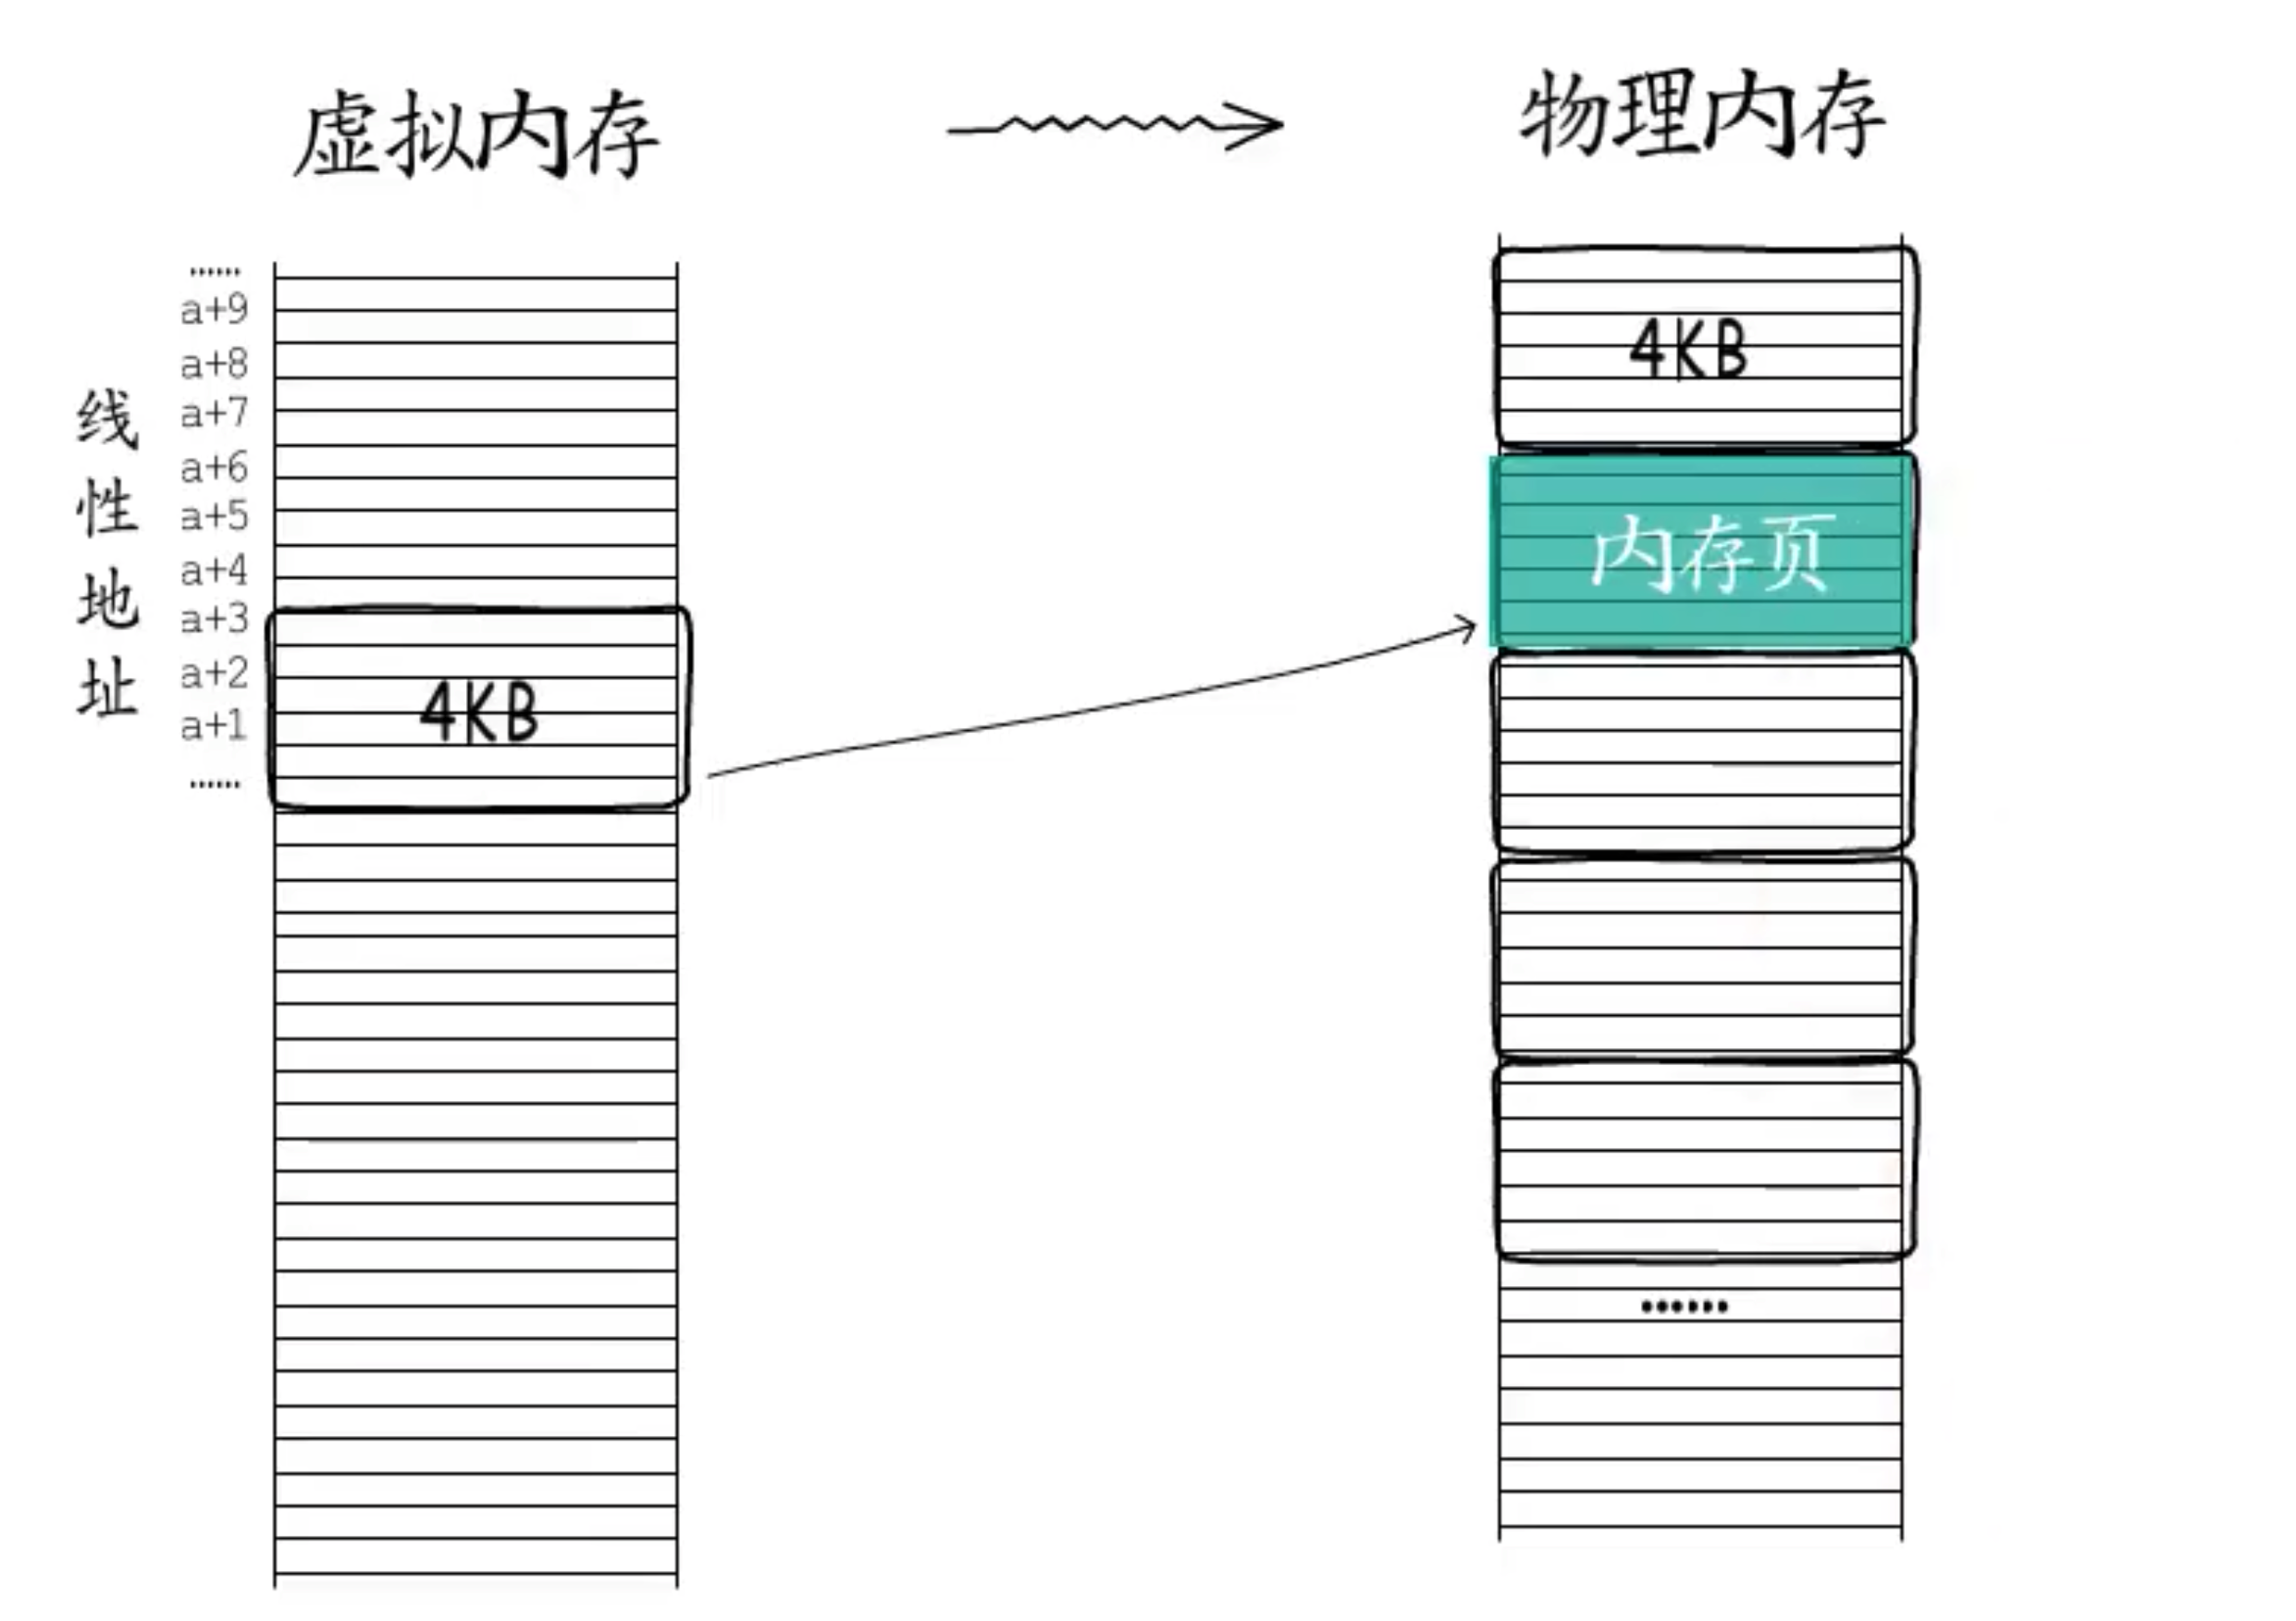 虚拟内存
物理内存
线性地址
......
a+9
a+8
a+7
a+6
a+5
a+4
a+3
a+2
a+1
......
4KB
4KB
内存页
......